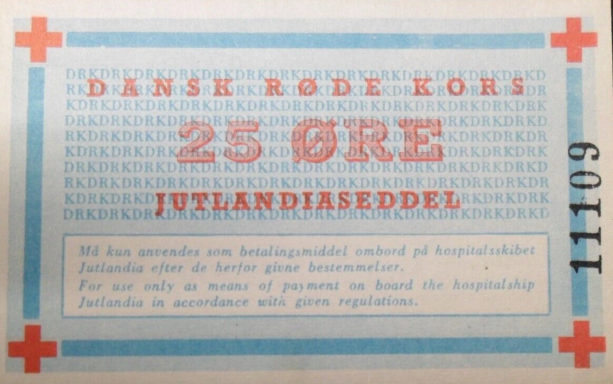 DANSK RØDE KORS
25 ØRE
JUTLANDIASEDDEL
Må kun anvendes som betalingsmiddel ombord på hospitalsskibet
Jutlandia efter de herfor givne bestemmelser.
For use only as means of payment on board the hospitalship
Jutlandia in accordance with given regulations.
11109